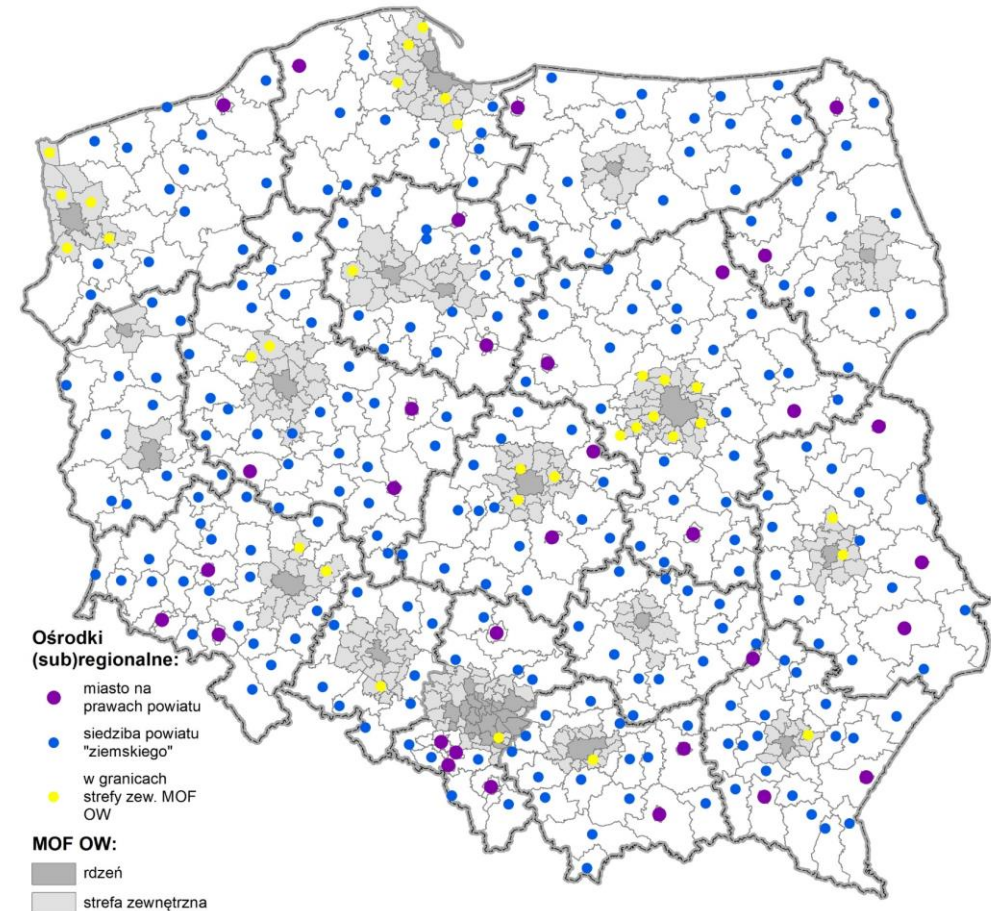 Ośrodki
(sub)regionalne:
miasto na
prawach powiatu
siedziba powiatu
"ziemskiego"
w granicach
strefy zew. MOF
OW
MOF OW:
rdzeń
strefa zewnętrzna